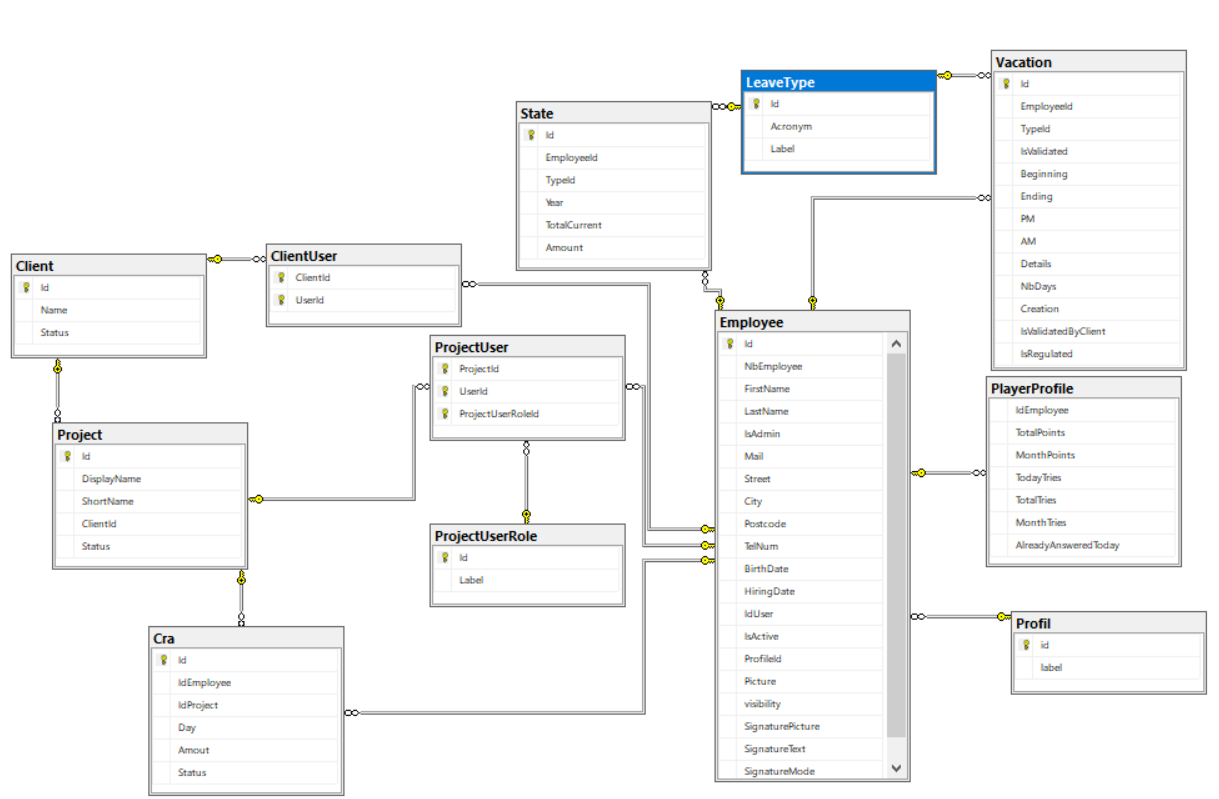 Vacation
Id
EmployeeId
TypeId
IsValidated
Beginning
Ending
PM
AM
Details
NbDays
Creation
IsValidatedByClient
IsRegulated
LeaveType
Id
Acronym
Label
State
Id
EmployeeId
TypeId
Year
TotalCurrent
Amount
ClientUser
ClientId
UserId
Client
Id
Name
Status
Employee
Id
NbEmployee
FirstName
LastName
IsAdmin
Mail
Street
City
Postcode
TelNum
BirthDate
HiringDate
IdUser
IsActive
ProfileId
Picture
visibility
SignaturePicture
SignatureText
SignatureMode
ProjectUser
ProjectId
UserId
ProjectUserRoleId
PlayerProfile
IdEmployee
TotalPoints
MonthPoints
TodayTries
TotalTries
MonthTries
AlreadyAnsweredToday
Project
Id
DisplayName
ShortName
ClientId
Status
ProjectUserRole
Id
Label
Profil
id
label
Cra
Id
IdEmployee
IdProject
Day
Amout
Status